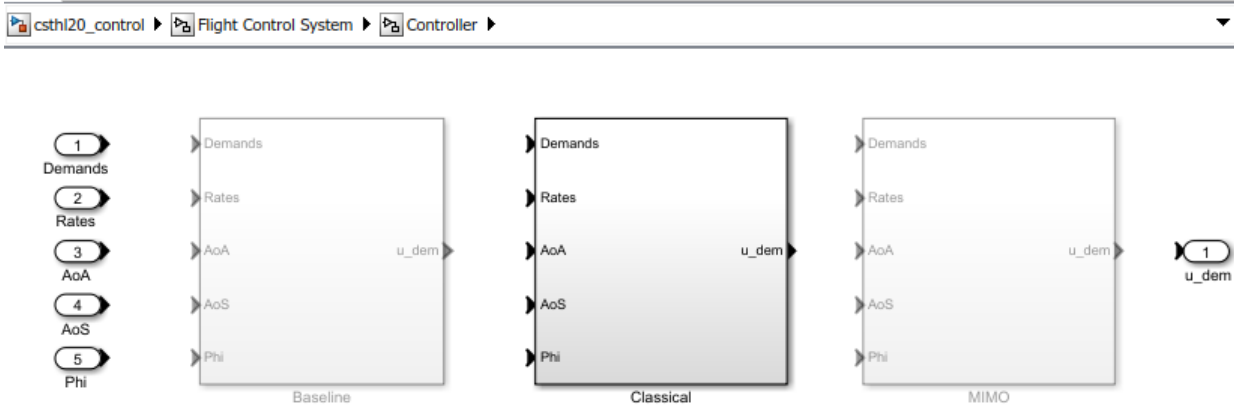 csthl20_control Flight Control System Controller
1
Demands
2
Rates
3
AoA
4
AoS
5
Phi
Demands
Rates
AoA
AoS
Phi
u_dem
Baseline
Demands
Rates
AoA
AoS
Phi
u_dem
Classical
Demands
Rates
AoA
AoS
Phi
u_dem
MIMO
1
u_dem